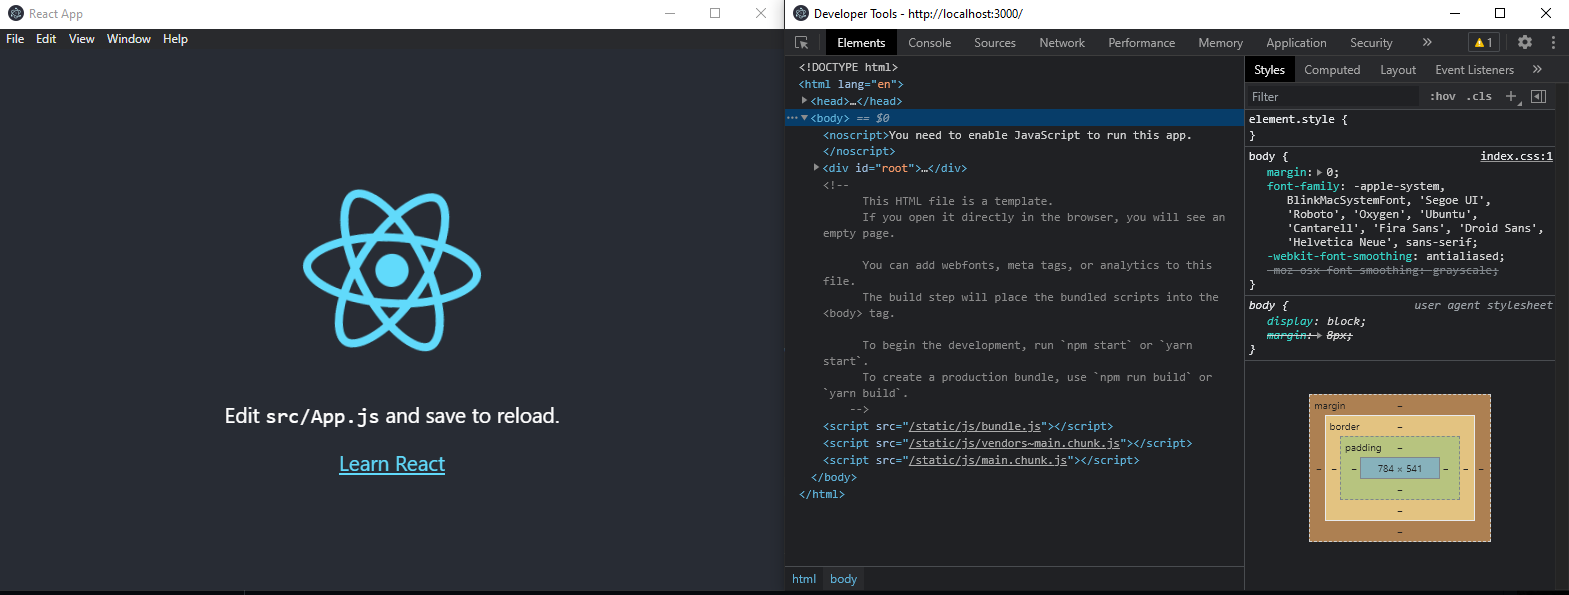 React App
File Edit View Window Help
Edit src/App.js and save to reload.
Learn React
Developer Tools - http://localhost:3000/
Elements Console Sources Network Performance Memory Application Security » 1
<!DOCTYPE html>
<html lang="en">
<head>…</head>
<body> == $0
<noscript>You need to enable JavaScript to run this app.
</noscript>
<div id="root">…</div>
<!--
This HTML file is a template.
If you open it directly in the browser, you will see an
empty page.
You can add webfonts, meta tags, or analytics to this
file.
The build step will place the bundled scripts into the
<body> tag.
To begin the development, run `npm start` or `yarn
start`.
To create a production bundle, use `npm run build` or
`yarn build`.
-->
<script src="/static/js/bundle.js"></script>
<script src="/static/js/vendors~main.chunk.js"></script>
<script src="/static/js/main.chunk.js"></script>
</body>
</html>
html body
Styles Computed Layout Event Listeners »
Filter :hov .cls +
element.style {
}
body { index.css:1
margin: 0;
font-family: -apple-system,
BlinkMacSystemFont, 'Segoe UI',
'Roboto', 'Oxygen', 'Ubuntu',
'Cantarell', 'Fira Sans', 'Droid Sans',
'Helvetica Neue', sans-serif;
-webkit-font-smoothing: antialiased;
-moz-osx-font-smoothing: grayscale;
}
body { user agent stylesheet
display: block;
margin: 8px;
}
margin –
border –
padding –
– – – 784 × 541 – – –
–
–
–